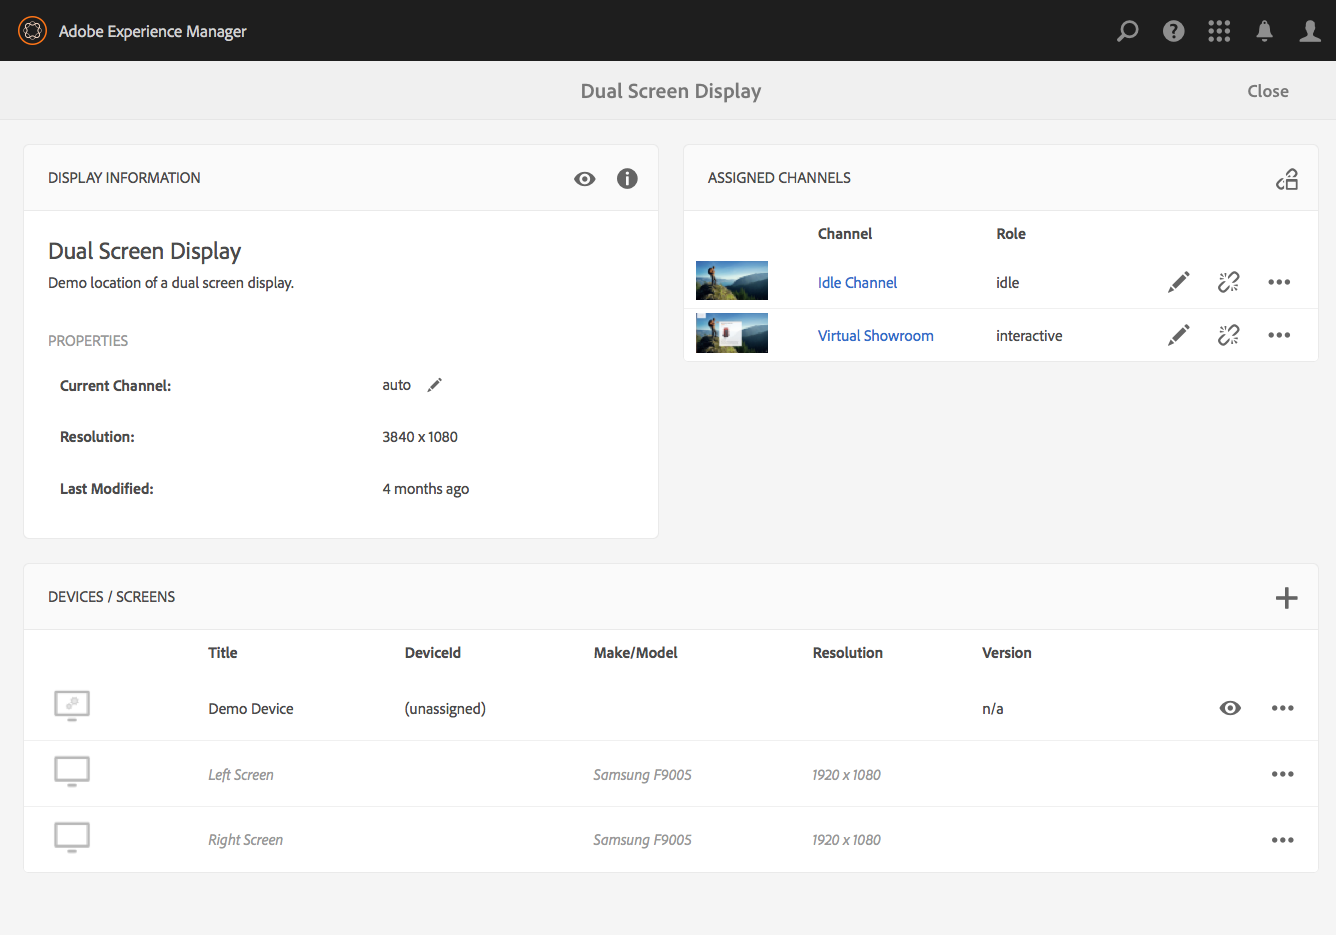 Adobe Experience Manager
Dual Screen Display
Close
DISPLAY INFORMATION
Dual Screen Display
Demo location of a dual screen display.
PROPERTIES
Current Channel: auto
Resolution: 3840 x 1080
Last Modified: 4 months ago
ASSIGNED CHANNELS
Channel Role
Idle Channel idle
Virtual Showroom interactive
DEVICES / SCREENS
Title DeviceId Make/Model Resolution Version
Demo Device (unassigned) n/a
Left Screen Samsung F9005 1920 x 1080
Right Screen Samsung F9005 1920 x 1080